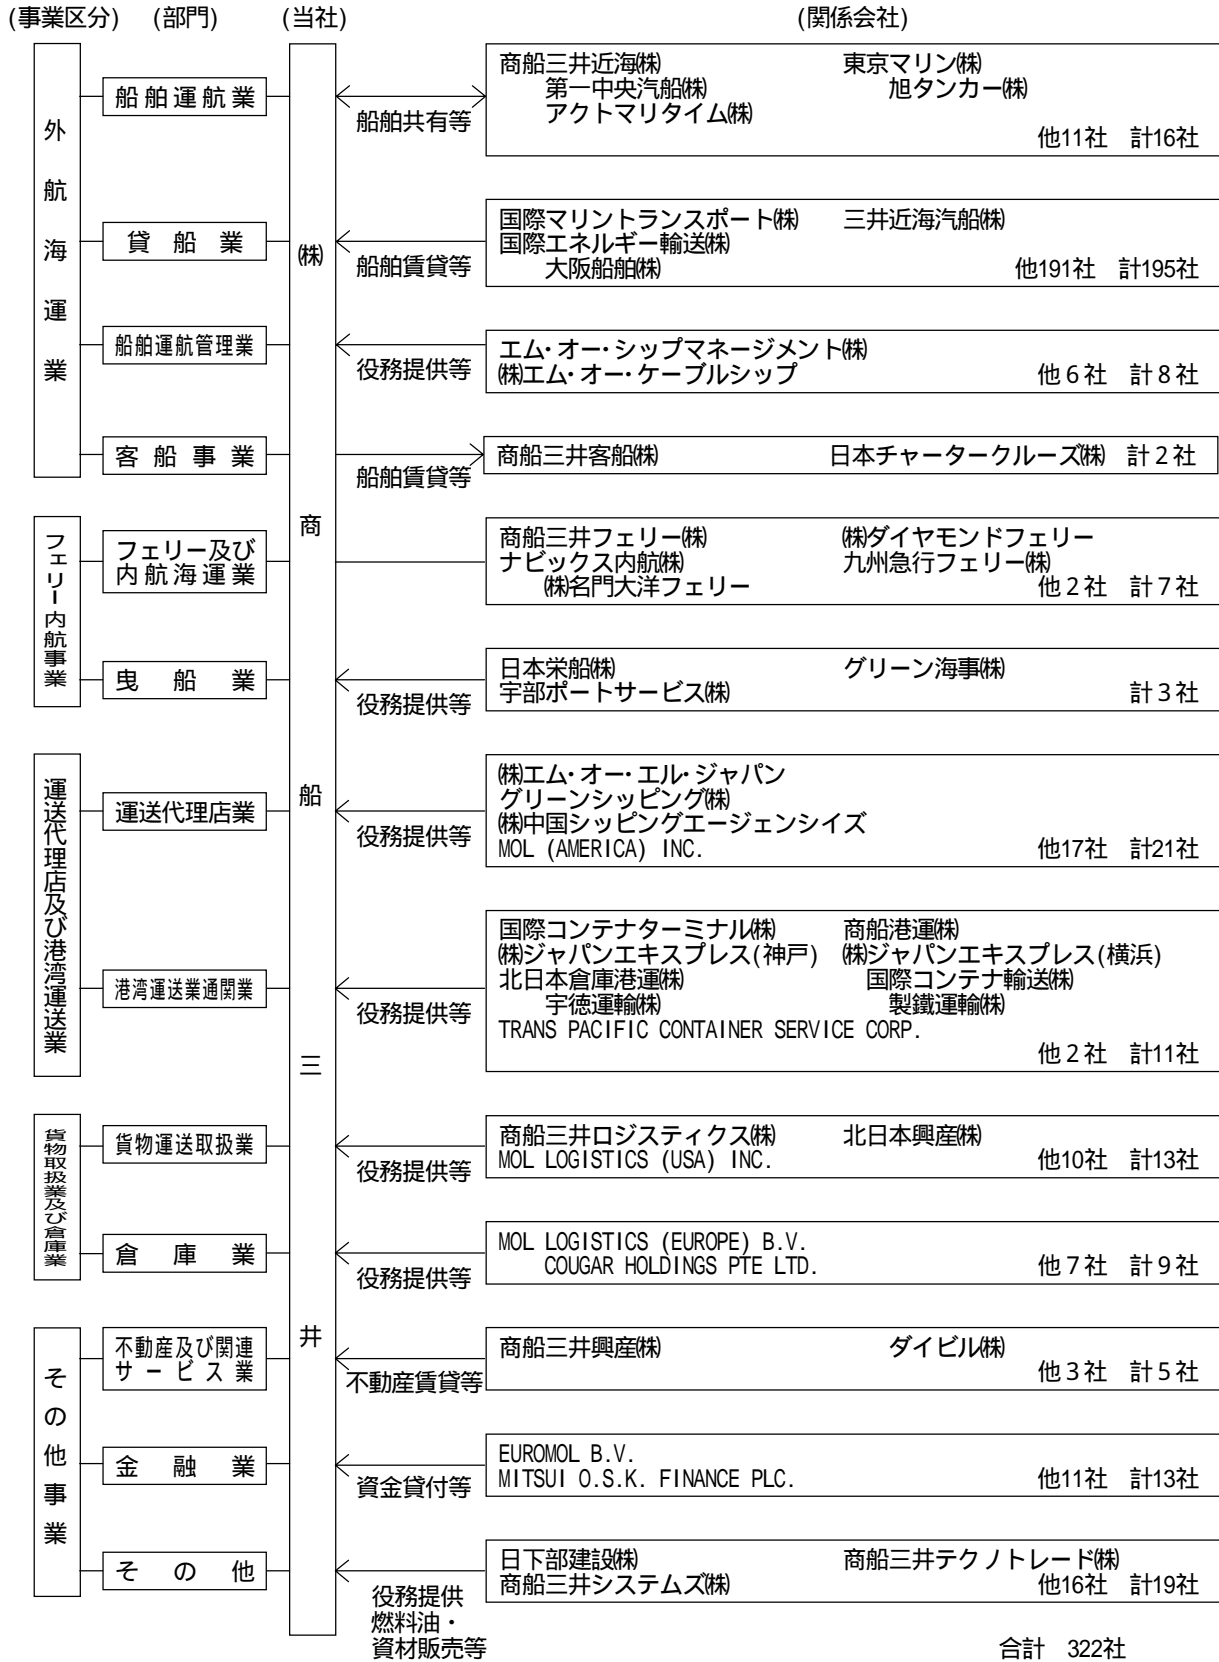 (事業区分) (部門) (当社) (関係会社)
外航海運業
船舶運航業
船舶共有等
商船三井近海㈱ 東京マリン㈱
第一中央汽船㈱ 旭タンカー㈱
アクトマリタイム㈱
他11社 計16社
貸船業
船舶賃貸等
国際マリントランスポート㈱ 三井近海汽船㈱
国際エネルギー輸送㈱
大阪船舶㈱ 他191社 計195社
船舶運航管理業
役務提供等
エム・オー・シップマネージメント㈱
㈱エム・オー・ケーブルシップ 他6社 計8社
客船事業
船舶賃貸等
商船三井客船㈱ 日本チャータークルーズ㈱ 計2社
㈱商船三井
フェリー内航事業
フェリー及び
内航海運業
商船三井フェリー㈱ ㈱ダイヤモンドフェリー
ナビックス内航㈱ 九州急行フェリー㈱
㈱名門大洋フェリー 他2社 計7社
曳船業
役務提供等
日本栄船㈱ グリーン海事㈱
宇部ポートサービス㈱ 計3社
運送代理店及び港湾運送業
運送代理店業
役務提供等
㈱エム・オー・エル・ジャパン
グリーンシッピング㈱
㈱中国シッピングエージェンシイズ
MOL (AMERICA) INC. 他17社 計21社
港湾運送業通関業
役務提供等
国際コンテナターミナル㈱ 商船港運㈱
㈱ジャパンエキスプレス(神戸) ㈱ジャパンエキスプレス(横浜)
北日本倉庫港運㈱ 国際コンテナ輸送㈱
宇徳運輸㈱ 製鐵運輸㈱
TRANS PACIFIC CONTAINER SERVICE CORP.
他2社 計11社
貨物取扱業及び倉庫業
貨物運送取扱業
役務提供等
商船三井ロジスティクス㈱ 北日本興産㈱
MOL LOGISTICS (USA) INC. 他10社 計13社
倉庫業
役務提供等
MOL LOGISTICS (EUROPE) B.V.
COUGAR HOLDINGS PTE LTD. 他7社 計9社
その他事業
不動産及び関連
サービス業
不動産賃貸等
商船三井興産㈱ ダイビル㈱
他3社 計5社
金融業
資金貸付等
EUROMOL B.V.
MITSUI O.S.K. FINANCE PLC. 他11社 計13社
その他
役務提供
燃料油・
資材販売等
日下部建設㈱ 商船三井テクノトレード㈱
商船三井システムズ㈱ 他16社 計19社
合計 322社